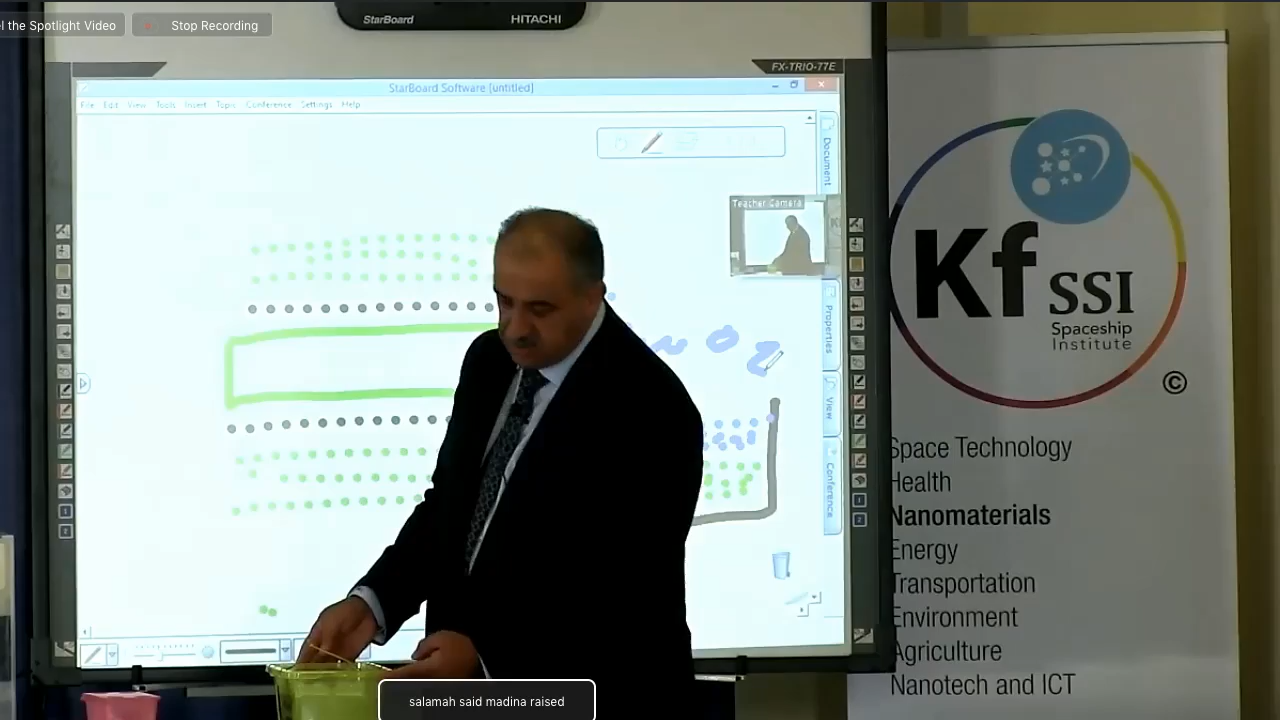 l the Spotlight Video
Stop Recording
StarBoard
HITACHI
FX-TRIO-77E
StarBoard Software [untitled]
File Edit View Tools Insert Topic Conference Settings Help
Document
Teacher Camera
Properties
View
Conference
Kf SSI
Spaceship
Institute
©
Space Technology
Health
Nanomaterials
Energy
Transportation
Environment
Agriculture
Nanotech and ICT
salamah said madina raised